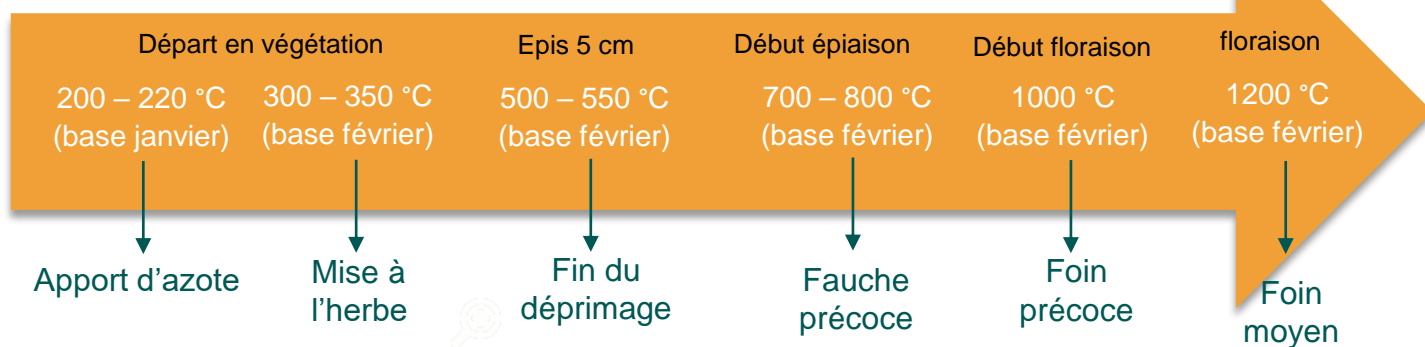 Départ en végétation
Epis 5 cm
Début épiaison
Début floraison
floraison
200 – 220 °C
(base janvier)
300 – 350 °C
(base février)
500 – 550 °C
(base février)
700 – 800 °C
(base février)
1000 °C
(base février)
1200 °C
(base février)
Apport d’azote
Mise à
l’herbe
Fin du
déprimage
Fauche
précoce
Foin
précoce
Foin
moyen